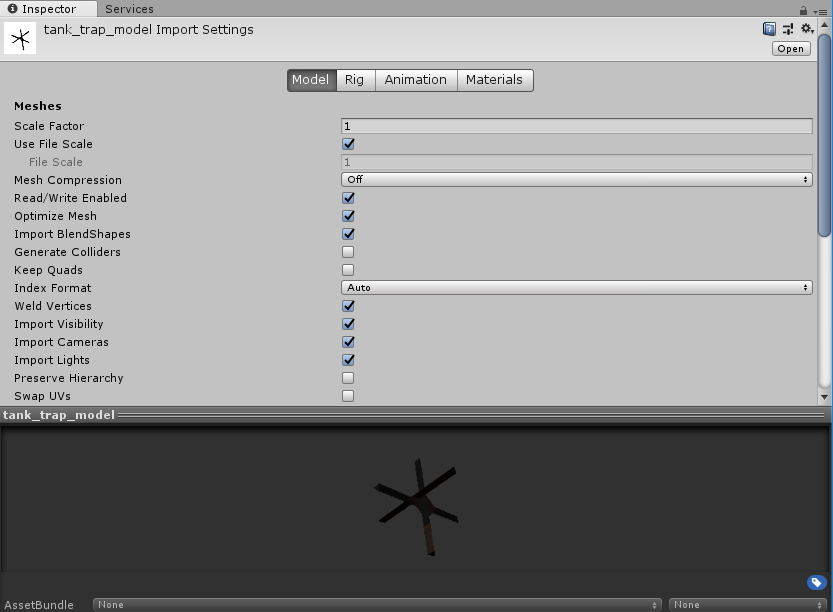 Inspector Services
tank_trap_model Import Settings
Open
Model Rig Animation Materials
Meshes
Scale Factor 1
Use File Scale
File Scale 1
Mesh Compression Off
Read/Write Enabled
Optimize Mesh
Import BlendShapes
Generate Colliders
Keep Quads
Index Format Auto
Weld Vertices
Import Visibility
Import Cameras
Import Lights
Preserve Hierarchy
Swap UVs
tank_trap_model
AssetBundle None None